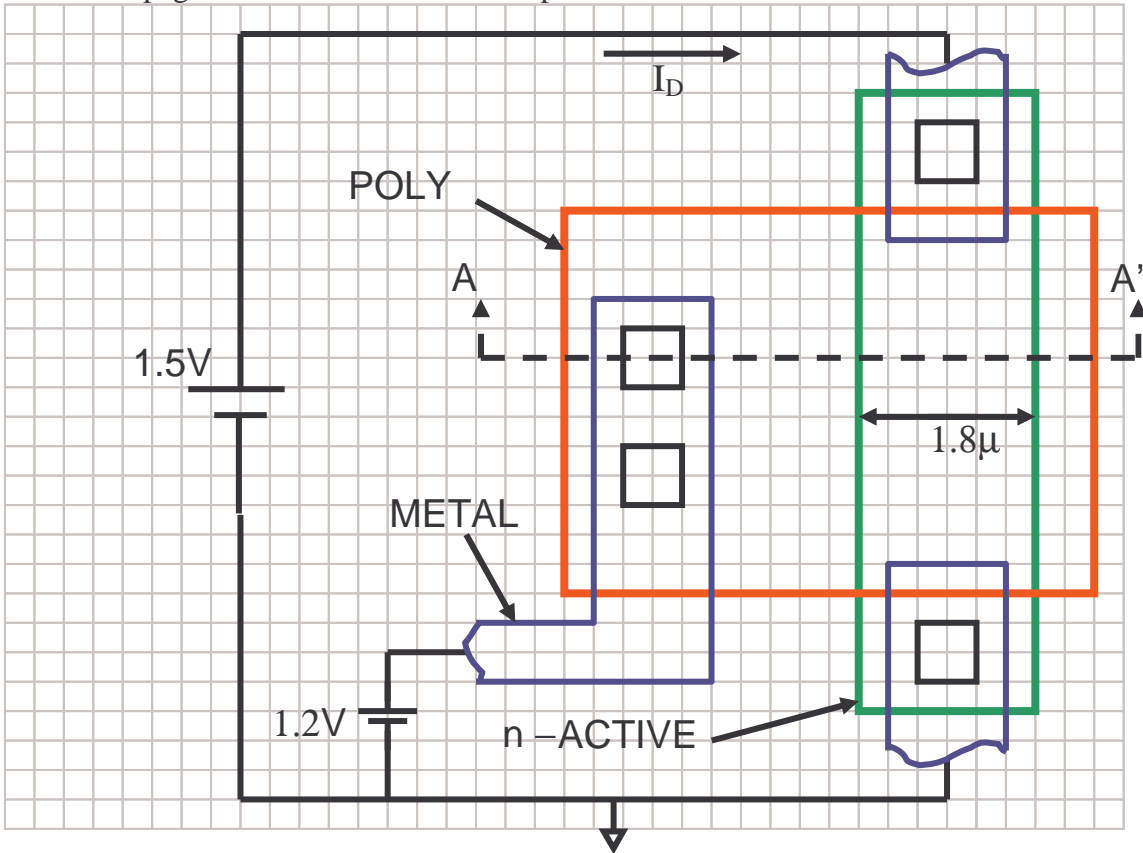 I_D
POLY
A
A'
1.5V
1.8μ
METAL
1.2V
n –ACTIVE